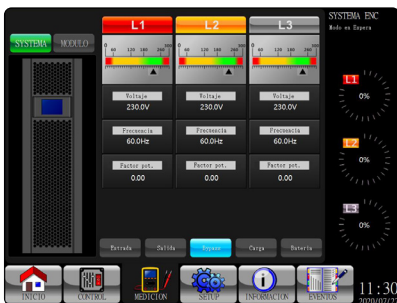 SYSTEMA ENC
Modo en Espera
SYSTEMA MODULO
L1 L2 L3
Voltaje Voltaje Voltaje
230.0V 230.0V 230.0V
Frecuencia Frecuencia Frecuencia
60.0Hz 60.0Hz 60.0Hz
Factor pot. Factor pot. Factor pot.
0.00 0.00 0.00
L1
0%
L2
0%
L3
0%
Entrada Salida Bypass Carga Bateria
INICIO CONTROL MEDICION SETUP INFORMACION EVENTOS
11:30